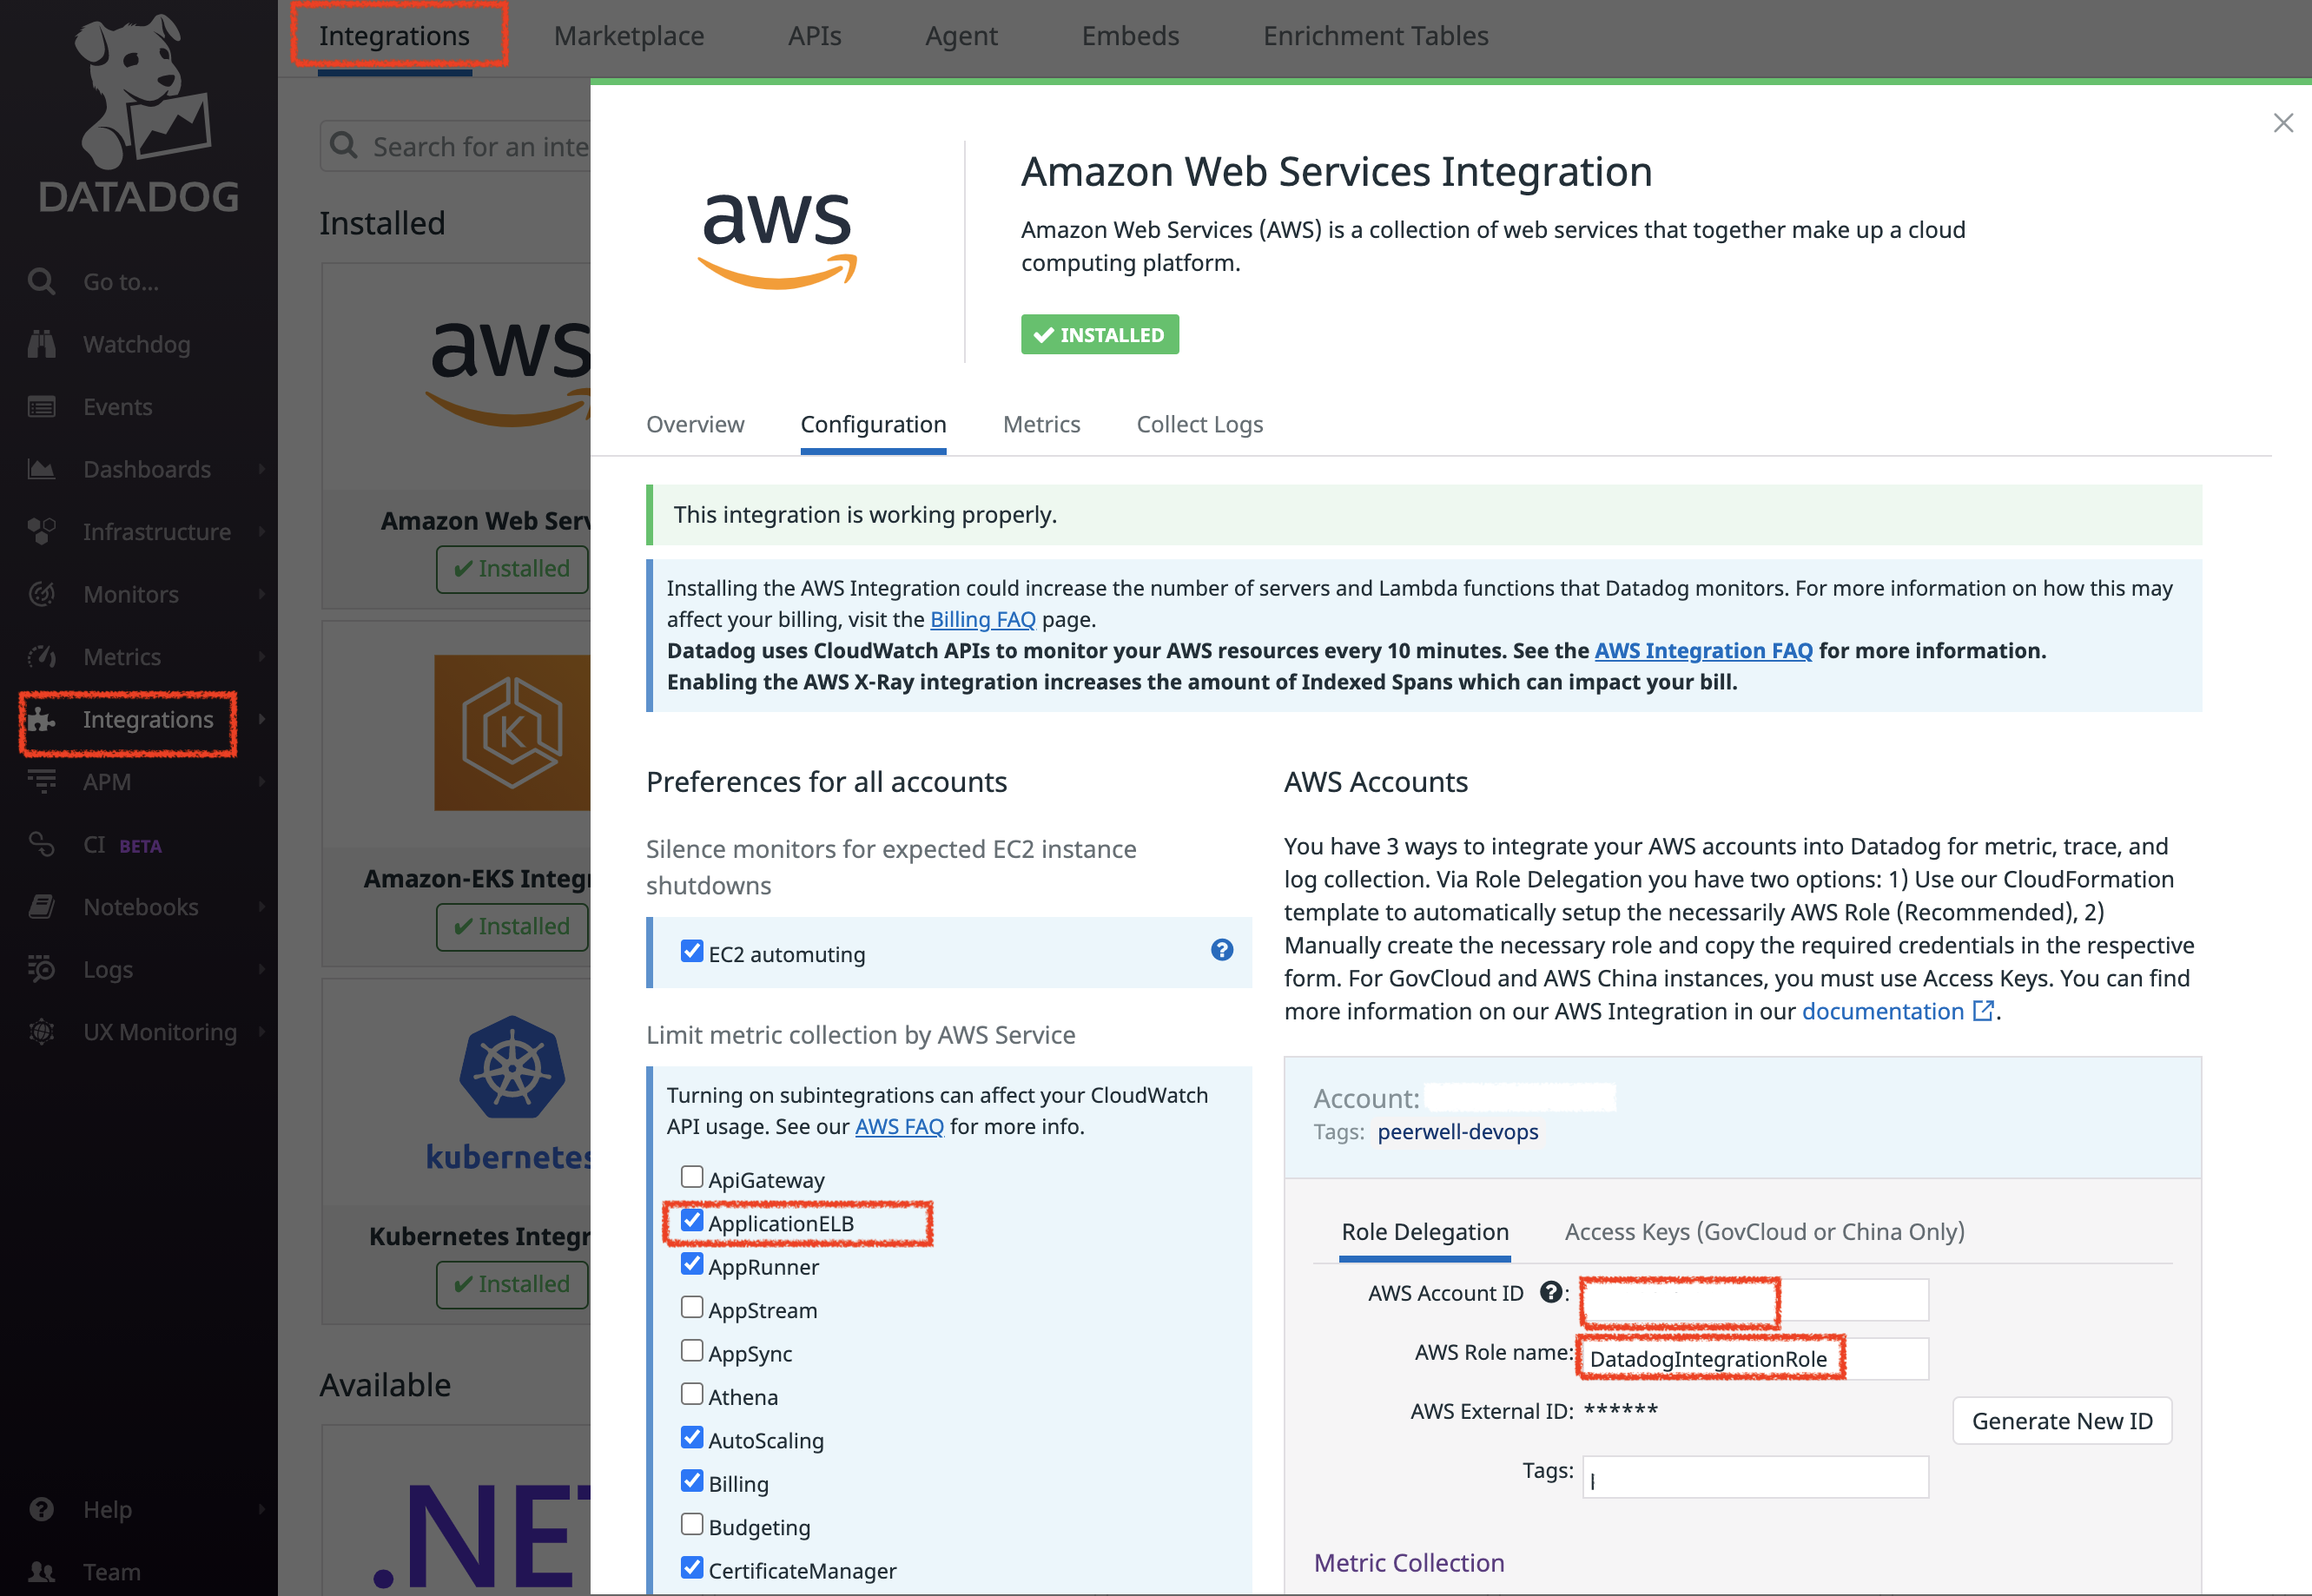 DATADOG
Go to...
Watchdog
Events
Dashboards
Infrastructure
Monitors
Metrics
Integrations
APM
CI BETA
Notebooks
Logs
UX Monitoring
Help
Team
Integrations
Marketplace
APIs
Agent
Embeds
Enrichment Tables
Search for an inte
Installed
aws
Amazon Web Serv
Installed
K
Amazon-EKS Integ
Installed
kubernetes
Kubernetes Integr
Installed
Available
.NET
aws
Amazon Web Services Integration
Amazon Web Services (AWS) is a collection of web services that together make up a cloud
computing platform.
INSTALLED
Overview
Configuration
Metrics
Collect Logs
This integration is working properly.
Installing the AWS Integration could increase the number of servers and Lambda functions that Datadog monitors. For more information on how this may
affect your billing, visit the Billing FAQ page.
Datadog uses CloudWatch APIs to monitor your AWS resources every 10 minutes. See the AWS Integration FAQ for more information.
Enabling the AWS X-Ray integration increases the amount of Indexed Spans which can impact your bill.
Preferences for all accounts
Silence monitors for expected EC2 instance
shutdowns
EC2 automuting
Limit metric collection by AWS Service
Turning on subintegrations can affect your CloudWatch
API usage. See our AWS FAQ for more info.
ApiGateway
ApplicationELB
AppRunner
AppStream
AppSync
Athena
AutoScaling
Billing
Budgeting
CertificateManager
AWS Accounts
You have 3 ways to integrate your AWS accounts into Datadog for metric, trace, and
log collection. Via Role Delegation you have two options: 1) Use our CloudFormation
template to automatically setup the necessarily AWS Role (Recommended), 2)
Manually create the necessary role and copy the required credentials in the respective
form. For GovCloud and AWS China instances, you must use Access Keys. You can find
more information on our AWS Integration in our documentation.
Account:
Tags: peerwell-devops
Role Delegation
Access Keys (GovCloud or China Only)
AWS Account ID ?:
AWS Role name: DatadogIntegrationRole
AWS External ID: ******
Generate New ID
Tags:
Metric Collection